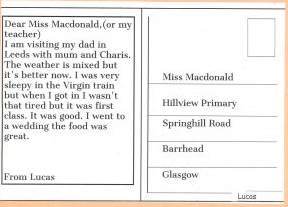 Dear Miss Macdonald,(or my
teacher)
I am visiting my dad in
Leeds with mum and Charis.
The weather is mixed but
it's better now. I was very
sleepy in the Virgin train
but when I got in I wasn't
that tired but it was first
class. It was good. I went to
a wedding the food was
great.
From Lucas
Miss Macdonald
Hillview Primary
Springhill Road
Barrhead
Glasgow
Lucas